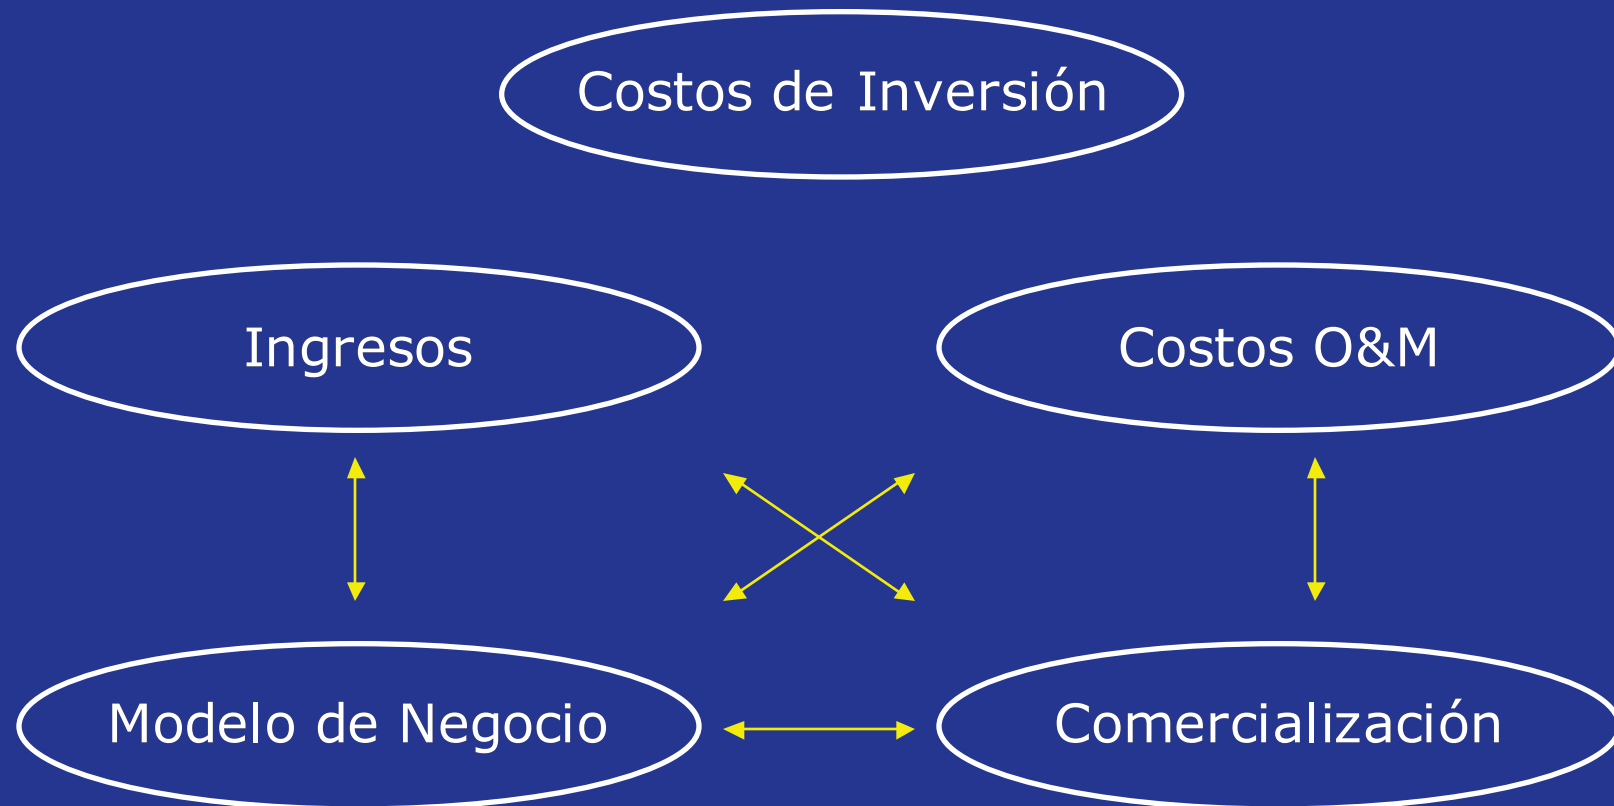 Costos de Inversión
Ingresos
Costos O&M
Modelo de Negocio
Comercialización